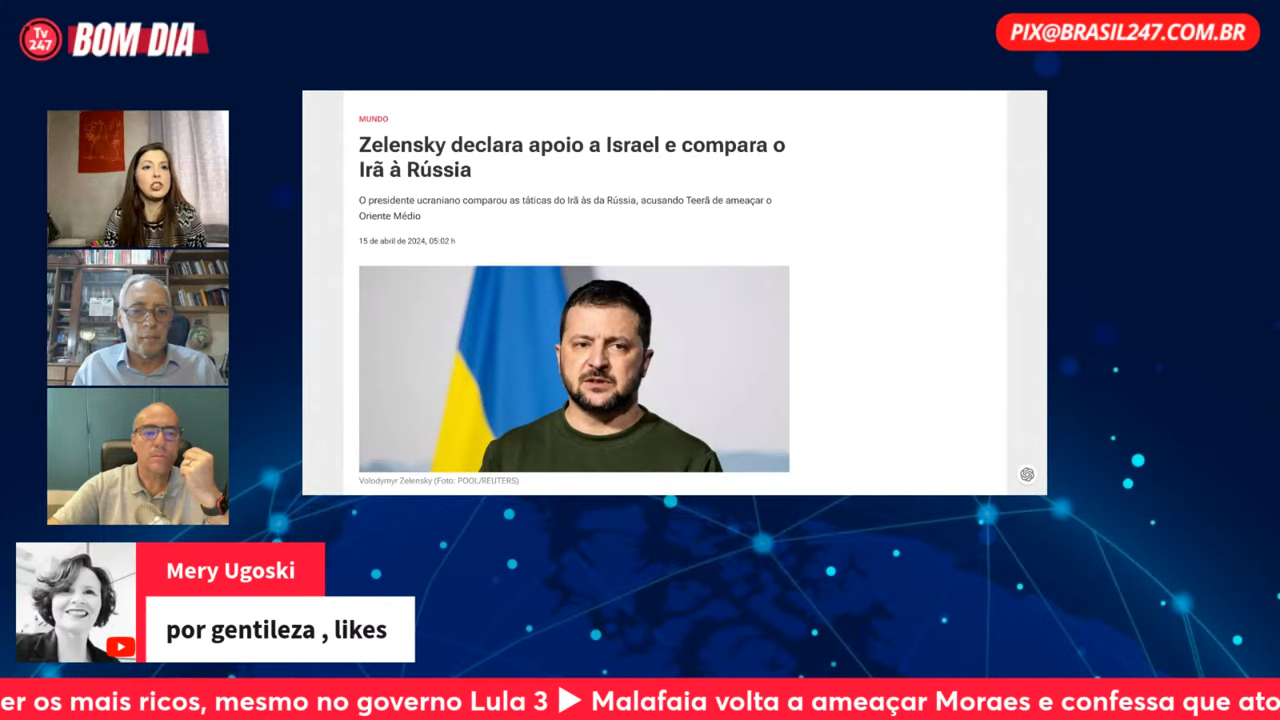 Tv
247
BOM DIA
PIX@BRASIL247.COM.BR
MUNDO
Zelensky declara apoio a Israel e compara o
Irã à Rússia
O presidente ucraniano comparou as táticas do Irã às da Rússia, acusando Teerã de ameaçar o
Oriente Médio
15 de abril de 2024, 05:02 h
Volodymyr Zelensky (Foto: POOL/REUTERS)
Mery Ugoski
por gentileza , likes
er os mais ricos, mesmo no governo Lula 3 ▶ Malafaia volta a ameaçar Moraes e confessa que ato